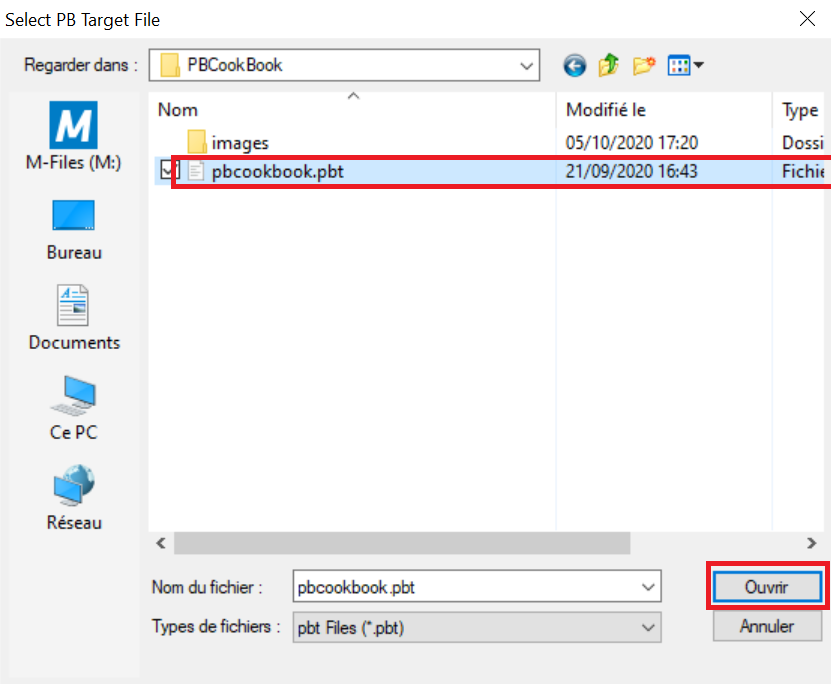 Select PB Target File
Regarder dans : PBCookBook
Nom Modifié le Type
images 05/10/2020 17:20 Dossi
pbcookbook.pbt 21/09/2020 16:43 Fichie
M
M-Files (M:)
Bureau
Documents
Ce PC
Réseau
Nom du fichier : pbcookbook.pbt Ouvrir
Types de fichiers : pbt Files (*.pbt) Annuler